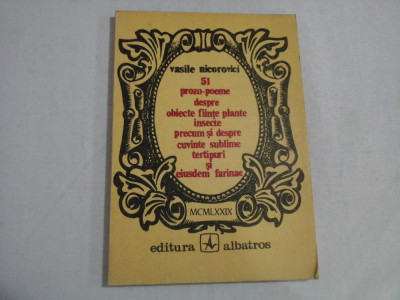 vasile nicorovici
51
prozo-poeme
despre
obiecte ființe plante
insecte
precum și despre
cuvinte sublime
tertipuri
și
eiusdem farinae
MCMLXXIX
editura albatros